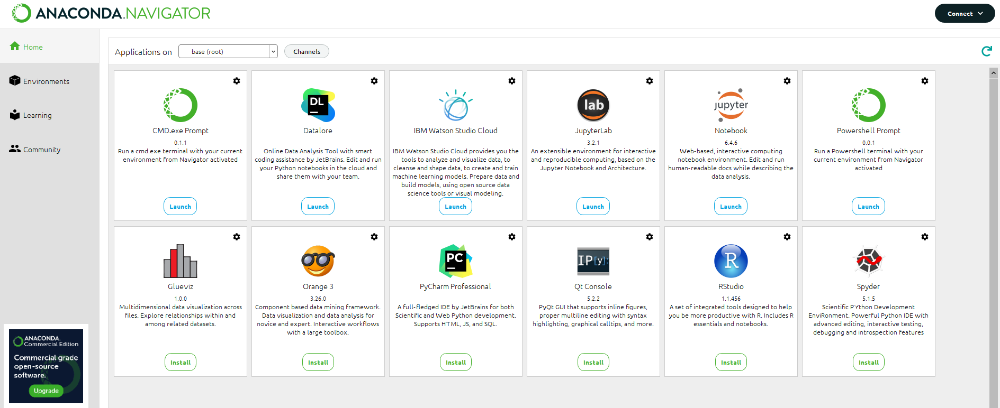 ANACONDA.NAVIGATOR
Connect
Home
Environments
Learning
Community
ANACONDA.
Commercial Edition
Commercial grade
open-source
software.
Upgrade
Applications on
base (root)
Channels
CMD.exe Prompt
0.1.1
Run a cmd.exe terminal with your current
environment from Navigator activated
Launch
DL
Datalore
Online Data Analysis Tool with smart
coding assistance by JetBrains. Edit and run
your Python notebooks in the cloud and
share them with your team.
Launch
IBM Watson Studio Cloud
IBM Watson Studio Cloud provides you the
tools to analyze and visualize data, to
cleanse and shape data, to create and train
machine learning models. Prepare data and
build models, using open source data
science tools or visual modeling.
Launch
lab
JupyterLab
3.2.1
An extensible environment for interactive
and reproducible computing, based on the
Jupyter Notebook and Architecture.
Launch
jupyter
Notebook
6.4.6
Web-based, interactive computing
notebook environment. Edit and run
human-readable docs while describing the
data analysis.
Launch
Powershell Prompt
0.0.1
Run a Powershell terminal with your
current environment from Navigator
activated
Launch
Glueviz
1.0.0
Multidimensional data visualization across
files. Explore relationships within and
among related datasets.
Install
Orange 3
3.26.0
Component based data mining framework.
Data visualization and data analysis for
novice and expert. Interactive workflows
with a large toolbox.
Install
PC
PyCharm Professional
A full-fledged IDE by JetBrains for both
Scientific and Web Python development.
Supports HTML, JS, and SQL.
Install
IP[y]:
Qt Console
5.2.2
PyQt GUI that supports inline figures,
proper multiline editing with syntax
highlighting, graphical calltips, and more.
Install
R
RStudio
1.1.456
A set of integrated tools designed to help
you be more productive with R. Includes R
essentials and notebooks.
Install
Spyder
5.1.5
Scientific PYthon Development
EnviRonment. Powerful Python IDE with
advanced editing, interactive testing,
debugging and introspection features
Install